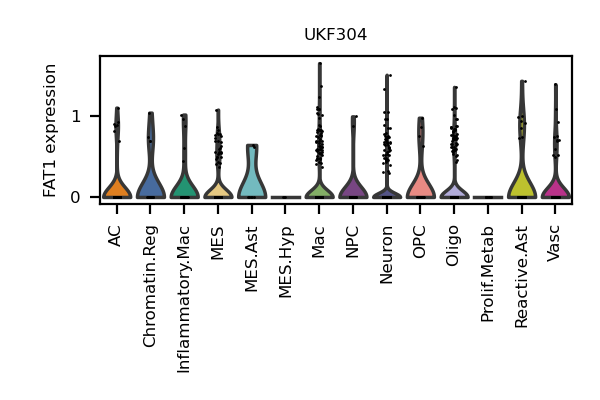 UKF304
FAT1 expression
1
0
AC
Chromatin.Reg
Inflammatory.Mac
MES
MES.Ast
MES.Hyp
Mac
NPC
Neuron
OPC
Oligo
Prolif.Metab
Reactive.Ast
Vasc